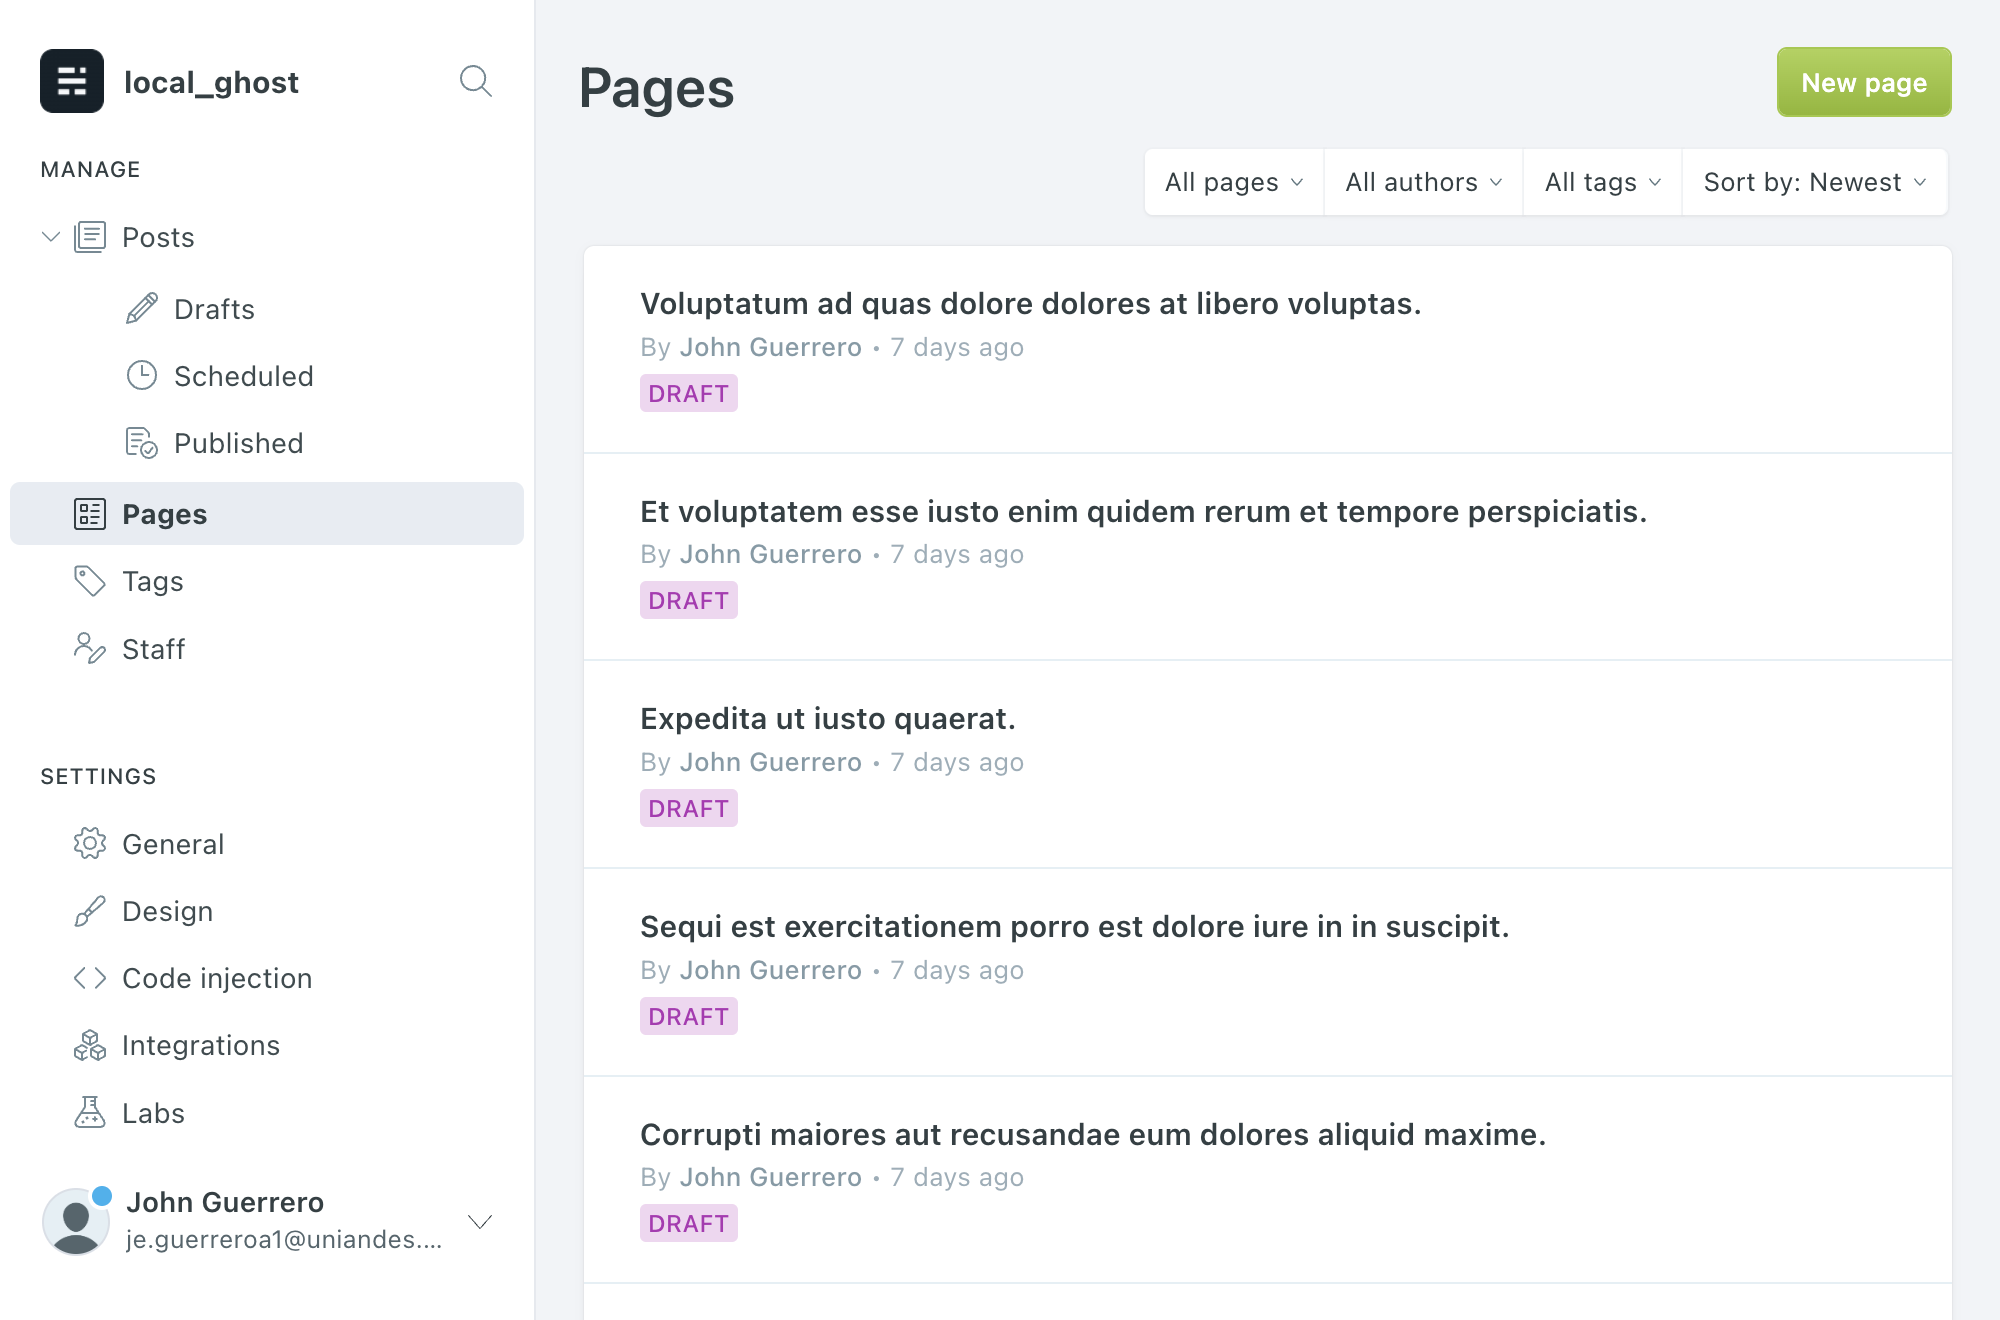 local_ghost
MANAGE
Posts
Drafts
Scheduled
Published
Pages
Tags
Staff
SETTINGS
General
Design
Code injection
Integrations
Labs
John Guerrero
je.guerreroa1@uniandes....
Pages
New page
All pages
All authors
All tags
Sort by: Newest
Voluptatum ad quas dolore dolores at libero voluptas.
By John Guerrero • 7 days ago
DRAFT
Et voluptatem esse iusto enim quidem rerum et tempore perspiciatis.
By John Guerrero • 7 days ago
DRAFT
Expedita ut iusto quaerat.
By John Guerrero • 7 days ago
DRAFT
Sequi est exercitationem porro est dolore iure in in suscipit.
By John Guerrero • 7 days ago
DRAFT
Corrupti maiores aut recusandae eum dolores aliquid maxime.
By John Guerrero • 7 days ago
DRAFT